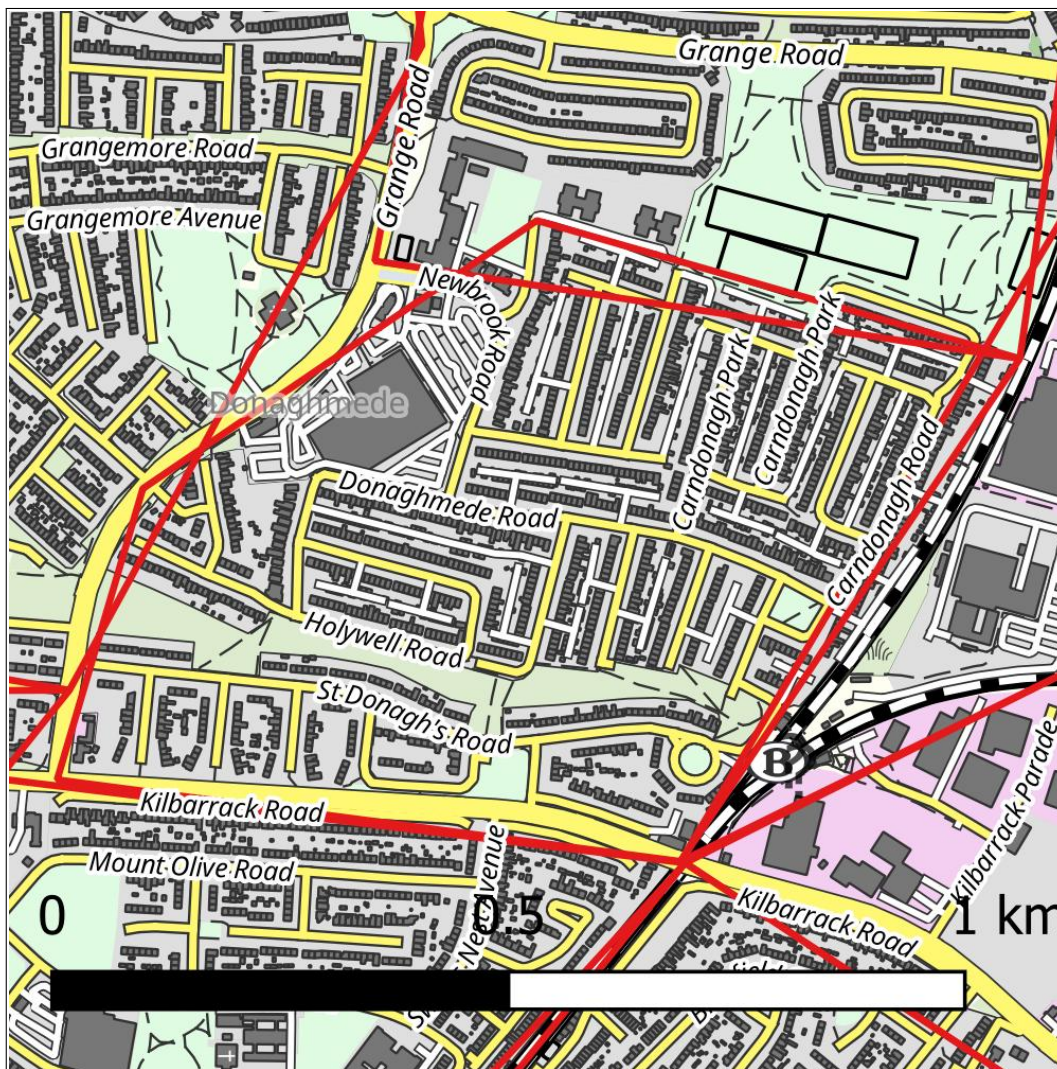 Grange Road
Grange Road
Grangemore Road
Grangemore Avenue
Newbrook Road
Carndonagh Park
Carndonagh Park
Donaghmede
Carndonagh Road
Donaghmede Road
Holywell Road
St Donagh's Road
B
Kilbarrack Parade
Kilbarrack Road
Mount Olive Road
Avenue
Kilbarrack Road
0
0.5
1 km